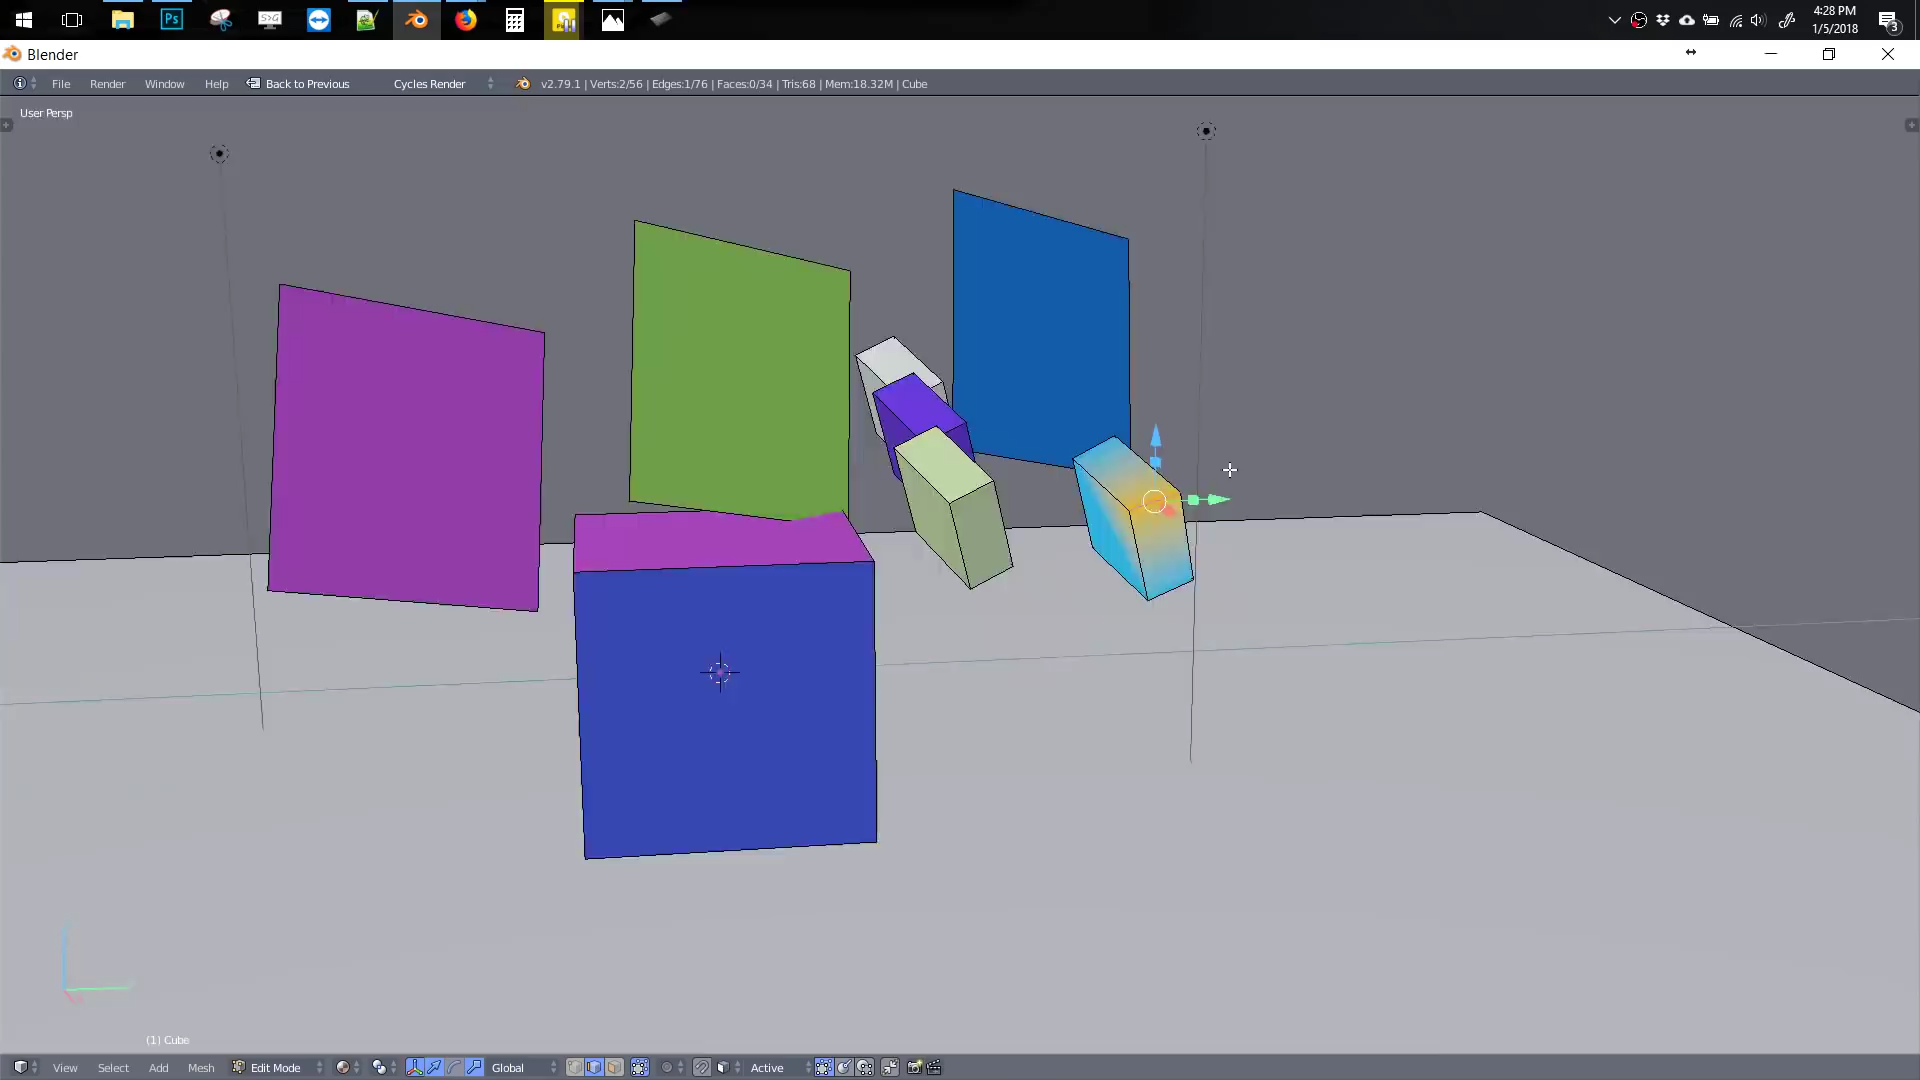 4:28 PM
1/5/2018
3
Ps
Blender
File Render Window Help Back to Previous Cycles Render v2.79.1 | Verts:2/56 | Edges:1/76 | Faces:0/34 | Tris:68 | Mem:18.32M | Cube
User Persp
(1) Cube
View Select Add Mesh Edit Mode Global Active